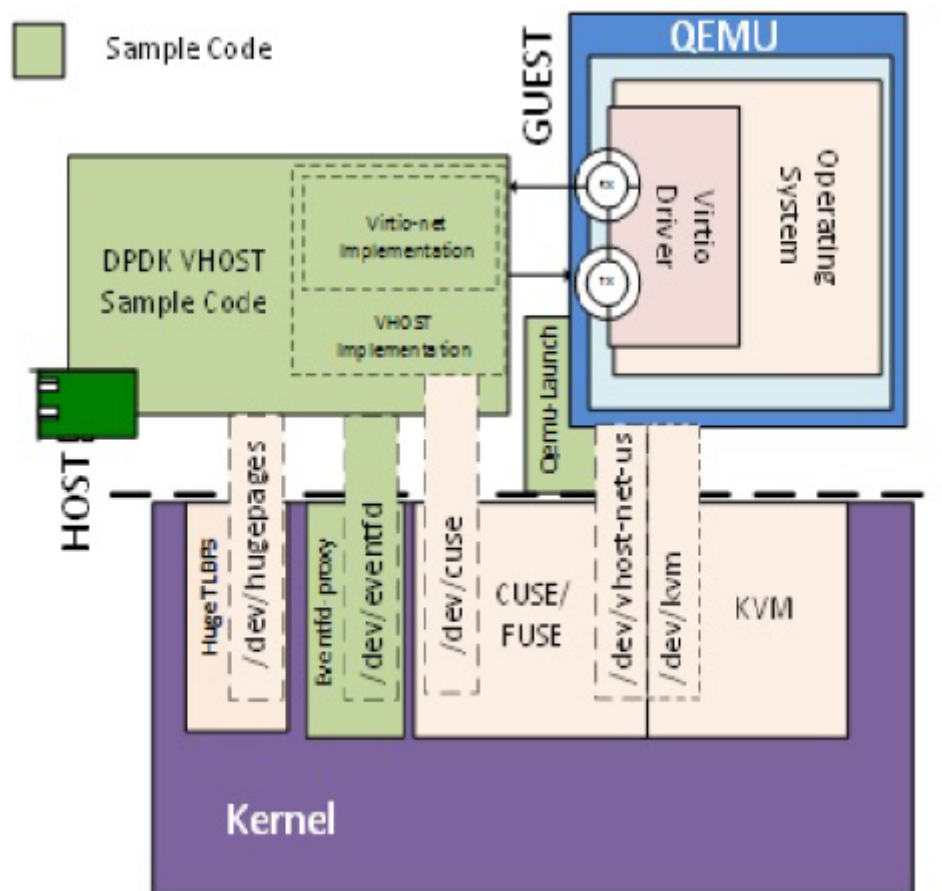 Sample Code
GUEST
QEMU
Operating
System
Virtio
Driver
tx
tx
Virtio-net
Implementation
DPDK VHOST
Sample Code
VHOST
Implementation
Qemu-Launch
HOST
HugeTLBFS
/dev/hugepages
Eventfd-proxy
/dev/eventfd
/dev/cuse
CUSE/
FUSE
/dev/vhost-net-us
/dev/kvm
KVM
Kernel